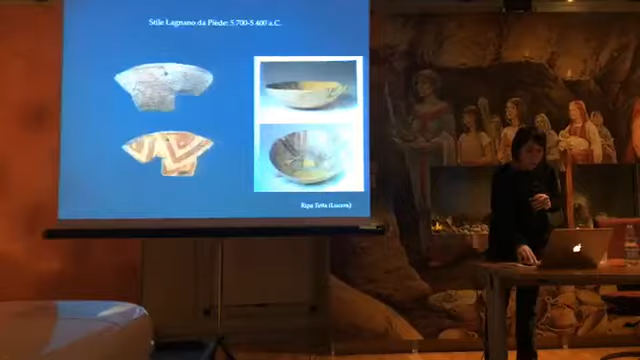 Stile Lagnano da Piede: 5.700-5.400 a.C.
Ripa Tetta (Lucera)